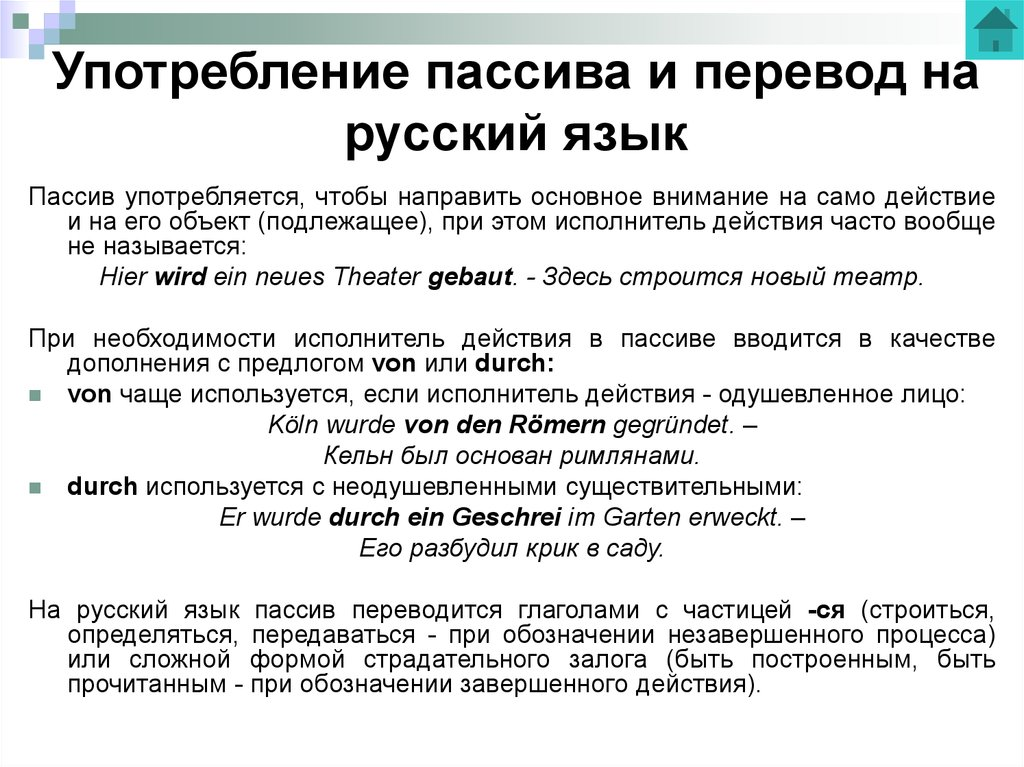 Употребление пассива и перевод на
русский язык
Пассив употребляется, чтобы направить основное внимание на само действие
и на его объект (подлежащее), при этом исполнитель действия часто вообще
не называется:
Hier wird ein neues Theater gebaut. - Здесь строится новый театр.
При необходимости исполнитель действия в пассиве вводится в качестве
дополнения с предлогом von или durch:
von чаще используется, если исполнитель действия - одушевленное лицо:
Köln wurde von den Römern gegründet. –
Кельн был основан римлянами.
durch используется с неодушевленными существительными:
Er wurde durch ein Geschrei im Garten erweckt. –
Его разбудил крик в саду.
На русский язык пассив переводится глаголами с частицей -ся (строиться,
определяться, передаваться - при обозначении незавершенного процесса)
или сложной формой страдательного залога (быть построенным, быть
прочитанным - при обозначении завершенного действия).